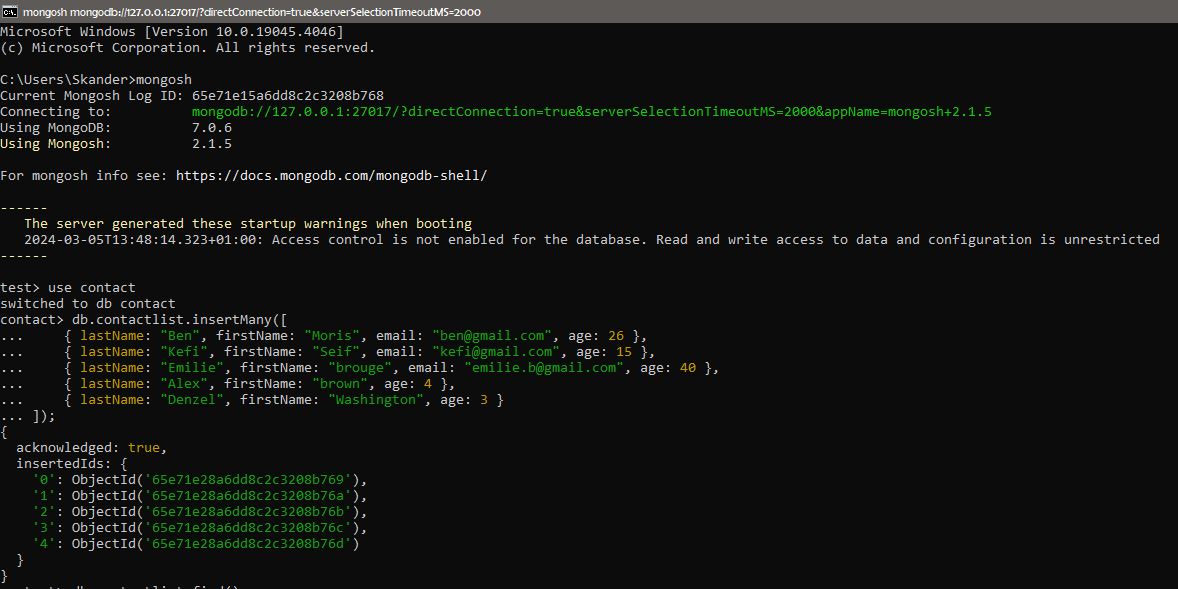 mongosh mongodb://127.0.0.1:27017/?directConnection=true&serverSelectionTimeoutMS=2000
Microsoft Windows [Version 10.0.19045.4046]
(c) Microsoft Corporation. All rights reserved.
C:\Users\Skander>mongosh
Current Mongosh Log ID: 65e71e15a6dd8c2c3208b768
Connecting to:          mongodb://127.0.0.1:27017/?directConnection=true&serverSelectionTimeoutMS=2000&appName=mongosh+2.1.5
Using MongoDB:          7.0.6
Using Mongosh:          2.1.5
For mongosh info see: https://docs.mongodb.com/mongodb-shell/
------
   The server generated these startup warnings when booting
   2024-03-05T13:48:14.323+01:00: Access control is not enabled for the database. Read and write access to data and configuration is unrestricted
------
test> use contact
switched to db contact
contact> db.contactlist.insertMany([
...     { lastName: "Ben", firstName: "Moris", email: "ben@gmail.com", age: 26 },
...     { lastName: "Kefi", firstName: "Seif", email: "kefi@gmail.com", age: 15 },
...     { lastName: "Emilie", firstName: "brouge", email: "emilie.b@gmail.com", age: 40 },
...     { lastName: "Alex", firstName: "brown", age: 4 },
...     { lastName: "Denzel", firstName: "Washington", age: 3 }
... ]);
{
  acknowledged: true,
  insertedIds: {
    '0': ObjectId('65e71e28a6dd8c2c3208b769'),
    '1': ObjectId('65e71e28a6dd8c2c3208b76a'),
    '2': ObjectId('65e71e28a6dd8c2c3208b76b'),
    '3': ObjectId('65e71e28a6dd8c2c3208b76c'),
    '4': ObjectId('65e71e28a6dd8c2c3208b76d')
  }
}